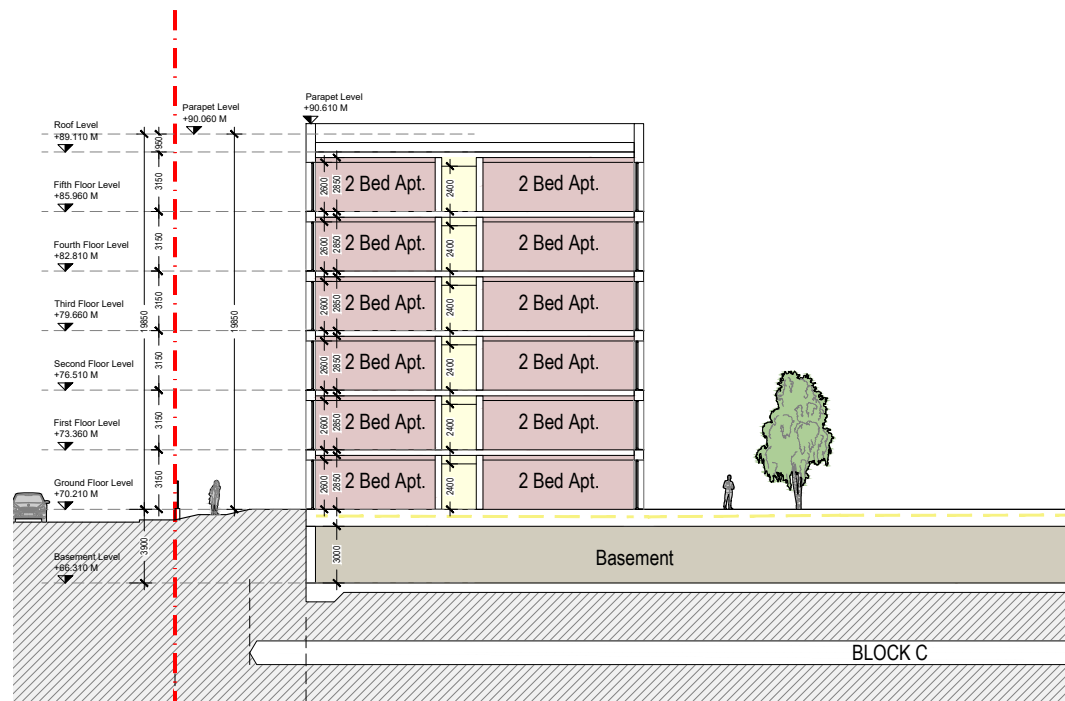 Parapet Level
+90.610 M
Parapet Level
+90.060 M
Roof Level
+89.110 M
950
Fifth Floor Level
+85.960 M
3150
2600
2850
2 Bed Apt.
2400
2 Bed Apt.
Fourth Floor Level
+82.810 M
3150
2600
2850
2 Bed Apt.
2400
2 Bed Apt.
Third Floor Level
+79.660 M
3150
19850
19850
2600
2850
2 Bed Apt.
2400
2 Bed Apt.
Second Floor Level
+76.510 M
3150
2600
2850
2 Bed Apt.
2400
2 Bed Apt.
First Floor Level
+73.360 M
3150
2600
2850
2 Bed Apt.
2400
2 Bed Apt.
Ground Floor Level
+70.210 M
3150
2600
2850
2 Bed Apt.
2400
2 Bed Apt.
Basement Level
+66.310 M
3900
3000
Basement
BLOCK C